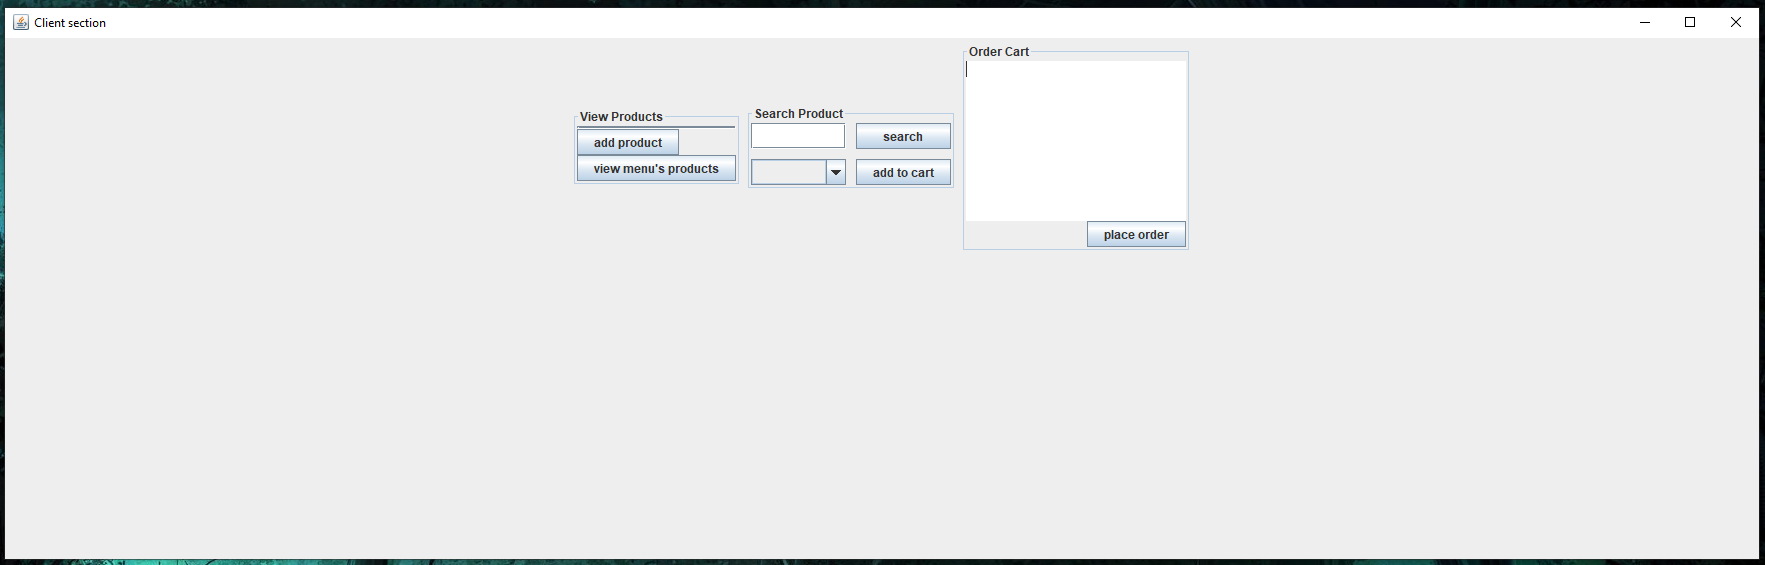 Client section
View Products
add product
view menu's products
Search Product
search
add to cart
Order Cart
place order